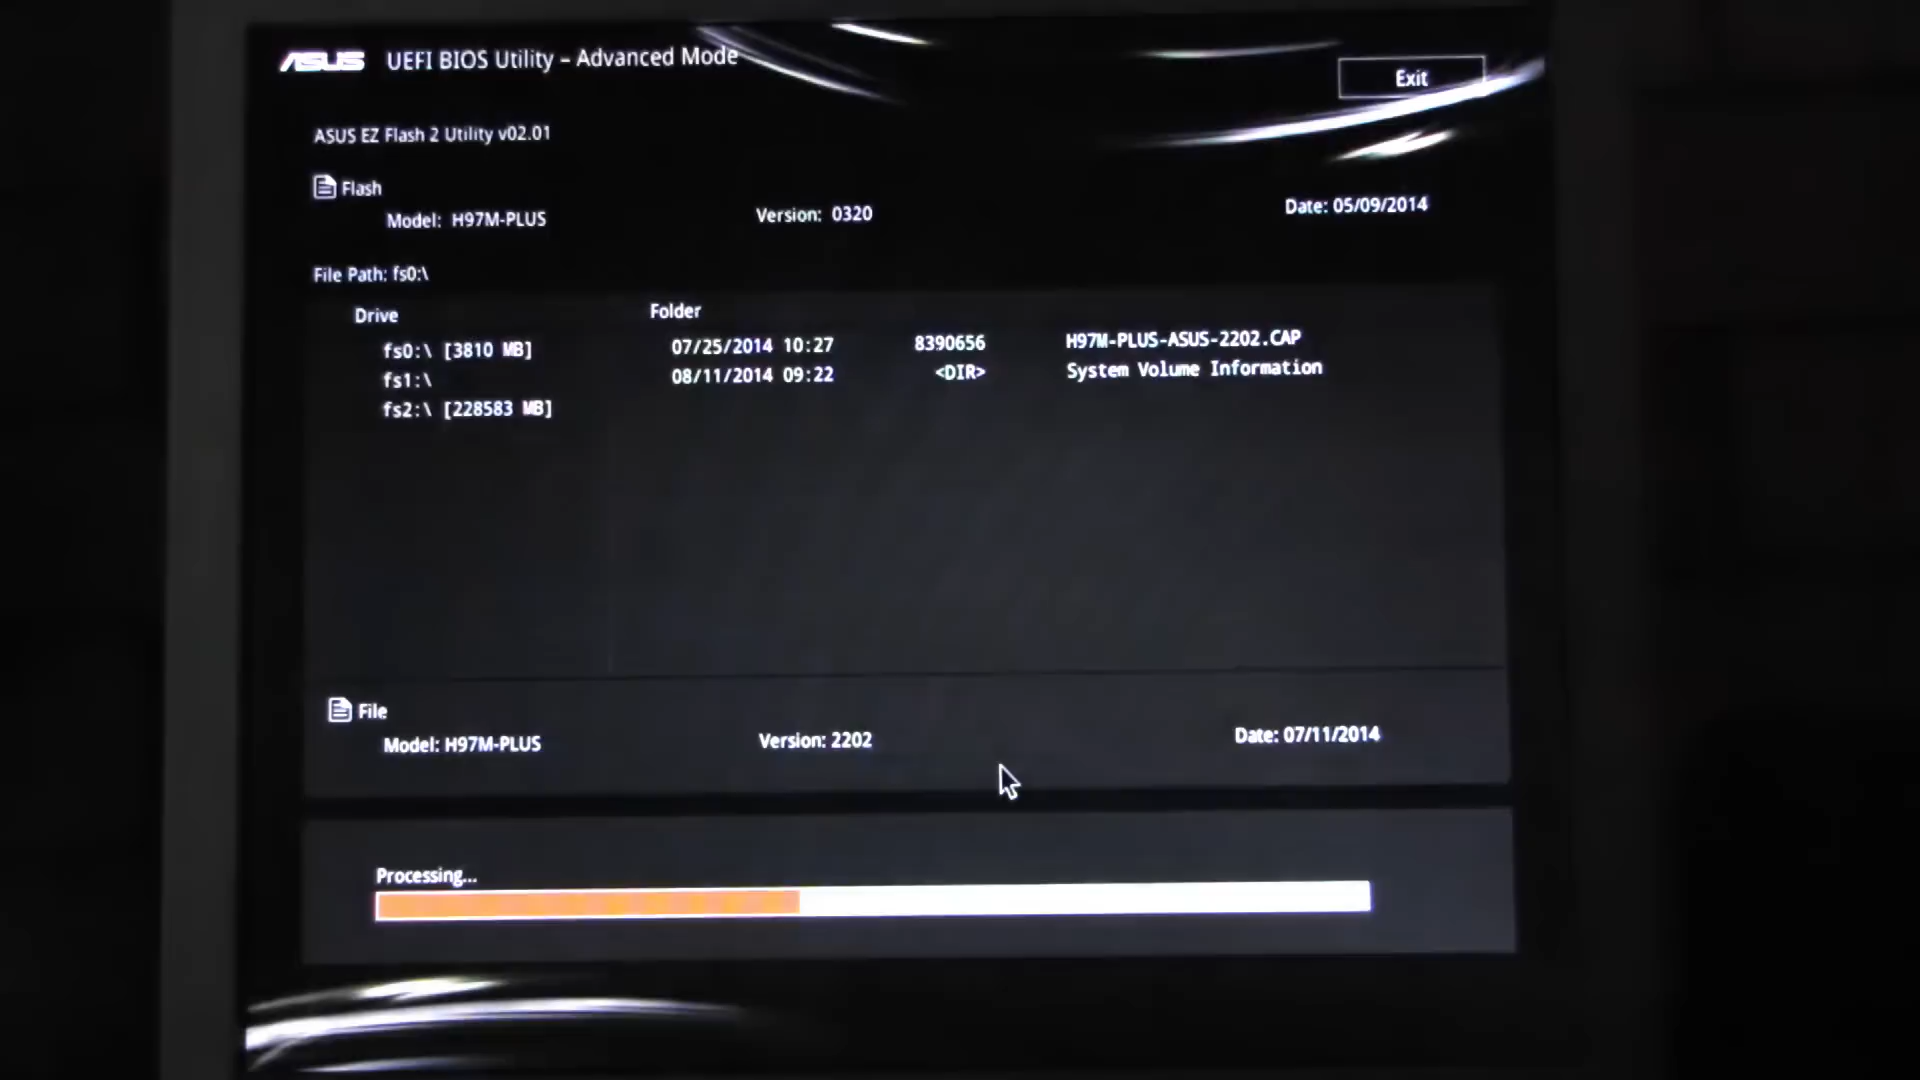 ASUS UEFI BIOS Utility – Advanced Mode
Exit
ASUS EZ Flash 2 Utility v02.01
Flash
Model: H97M-PLUS Version: 0320 Date: 05/09/2014
File Path: fs0:\
Drive Folder
fs0:\ [3810 MB] 07/25/2014 10:27 8390656 H97M-PLUS-ASUS-2202.CAP
fs1:\ 08/11/2014 09:22 <DIR> System Volume Information
fs2:\ [228583 MB]
File
Model: H97M-PLUS Version: 2202 Date: 07/11/2014
Processing...